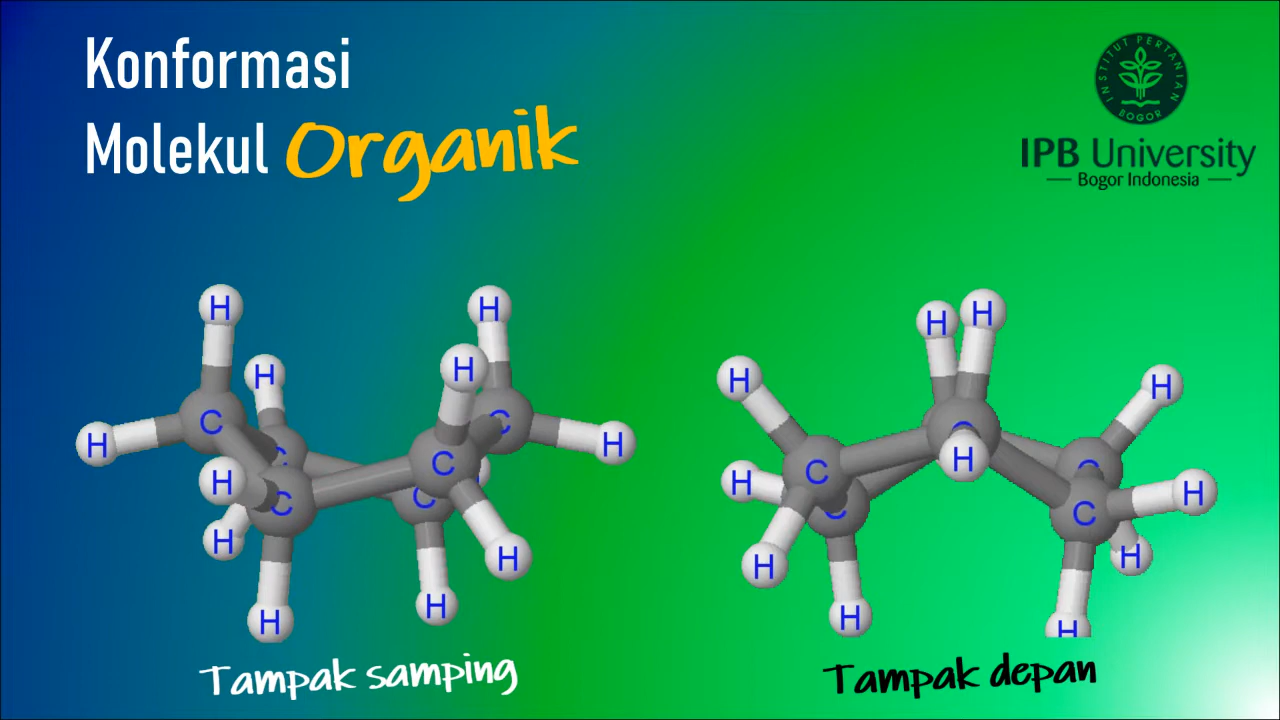 Konformasi
Molekul Organik
INSTITUT PERTANIAN
BOGOR
IPB University
Bogor Indonesia
H
H
H
H
H
C
C
C
H
H
C
H
C
C
H
H
H
H
H
H
H
H
H
C
H
C
H
C
H
C
C
H
H
H
H
Tampak samping
Tampak depan